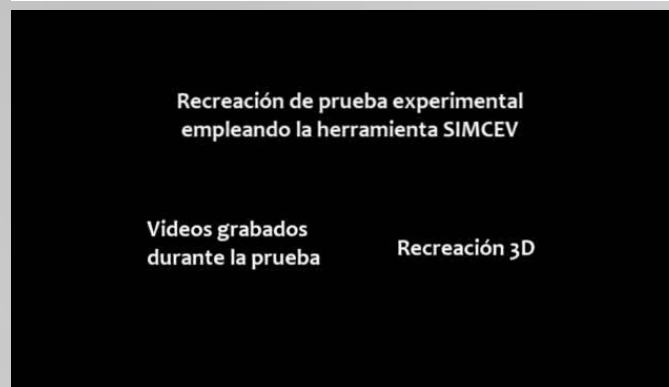 Recreación de prueba experimental
empleando la herramienta SIMCEV
Videos grabados
durante la prueba
Recreación 3D